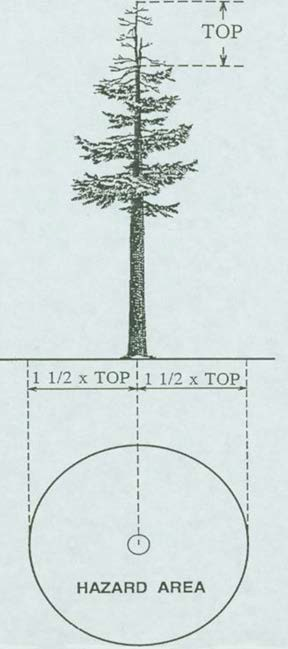 TOP
1 1/2 x TOP 1 1/2 x TOP
HAZARD AREA